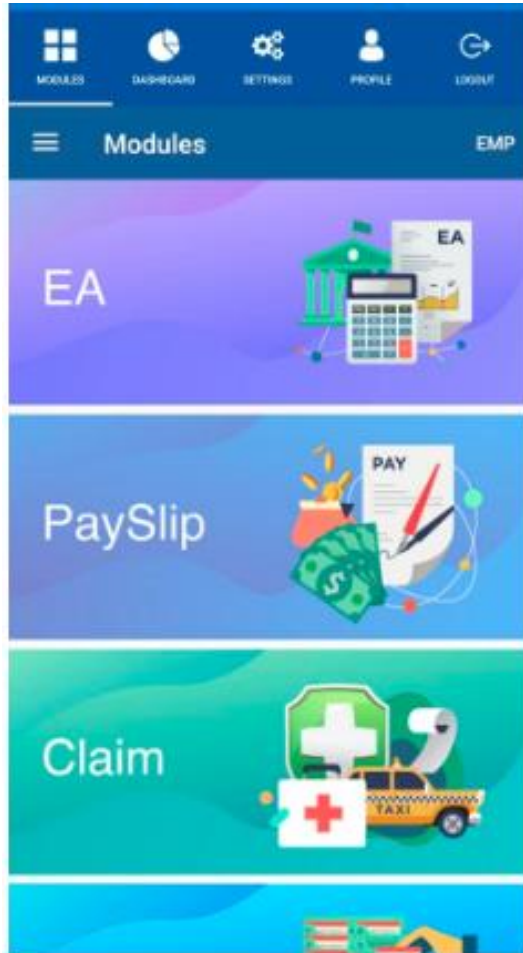 MODULES DASHBOARD SETTINGS PROFILE LOGOUT
Modules EMP
EA
EA
PAY
PaySlip
Claim
TAXI